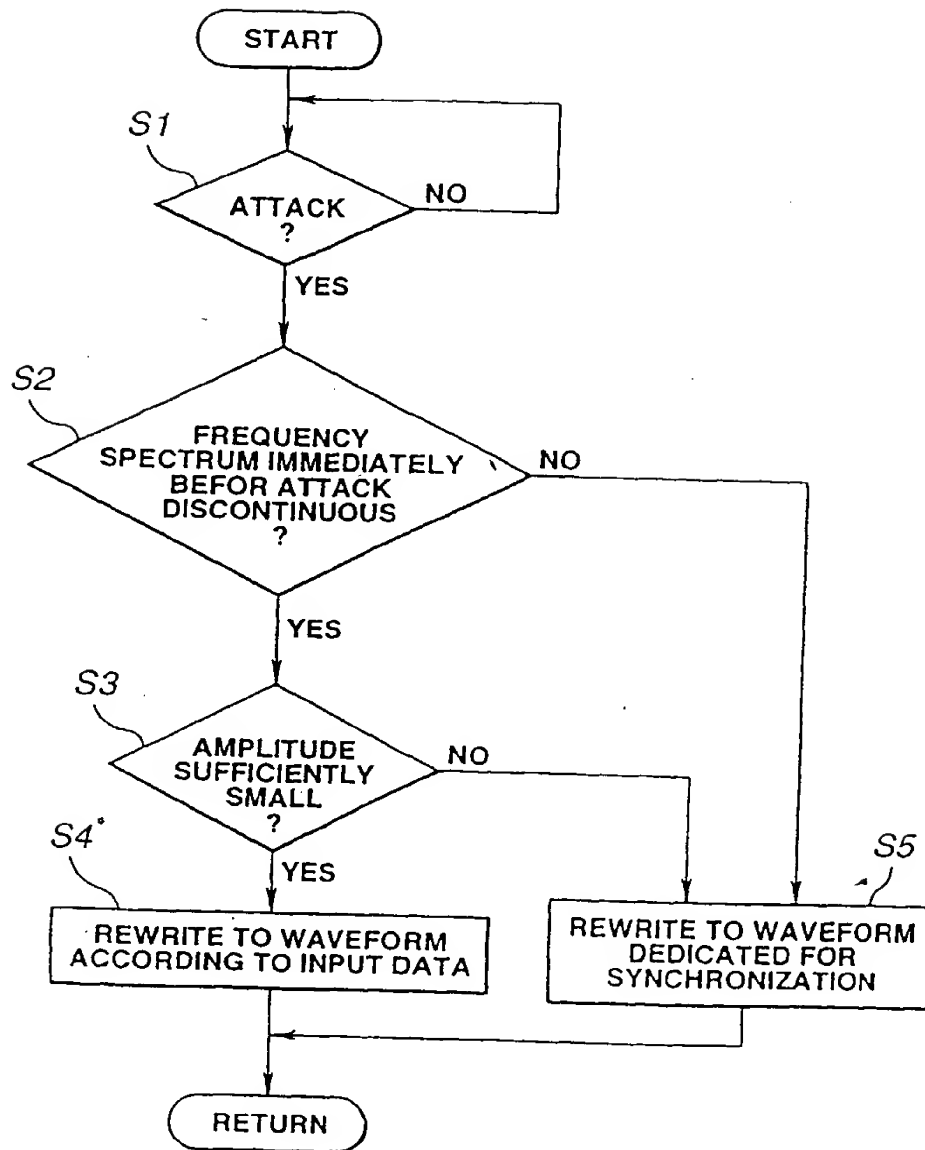 START
S1
ATTACK
?
NO
YES
S2
FREQUENCY
SPECTRUM IMMEDIATELY
BEFOR ATTACK
DISCONTINUOUS
?
NO
YES
S3
AMPLITUDE
SUFFICIENTLY
SMALL
?
NO
YES
S4
REWRITE TO WAVEFORM
ACCORDING TO INPUT DATA
S5
REWRITE TO WAVEFORM
DEDICATED FOR
SYNCHRONIZATION
RETURN